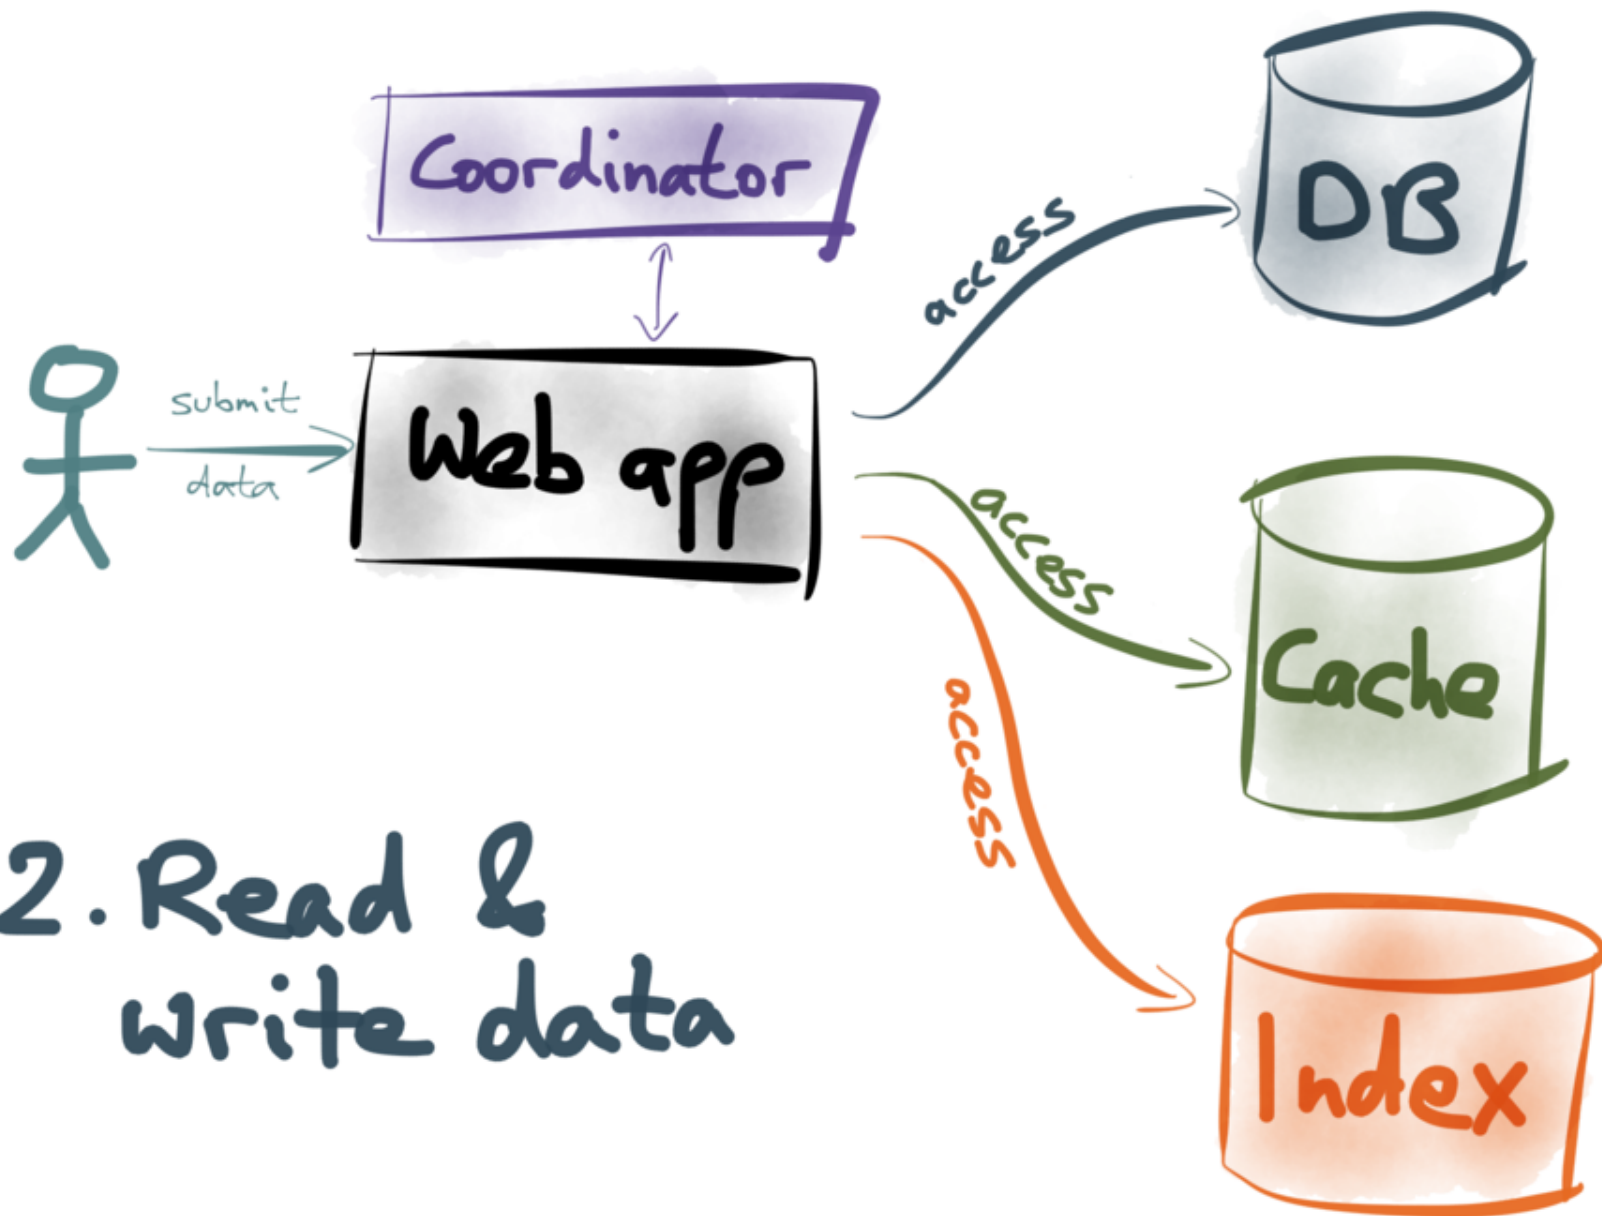 Coordinator
DB
access
submit
data
Web app
access
Cache
access
2. Read &
write data
Index